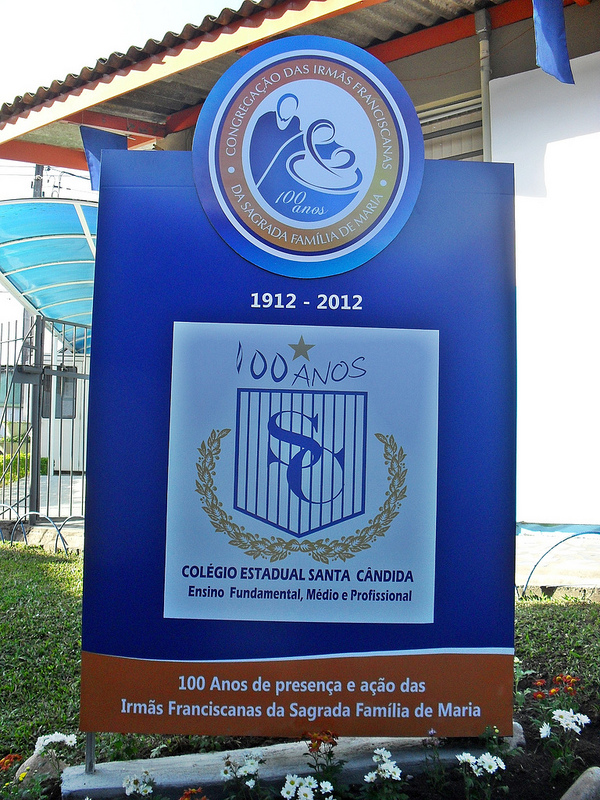 CONGREGAÇÃO DAS IRMÃS FRANCISCANAS
DA SAGRADA FAMÍLIA DE MARIA
100
anos
1912 - 2012
100 ANOS
SC
COLÉGIO ESTADUAL SANTA CÂNDIDA
Ensino Fundamental, Médio e Profissional
100 Anos de presença e ação das
Irmãs Franciscanas da Sagrada Família de Maria